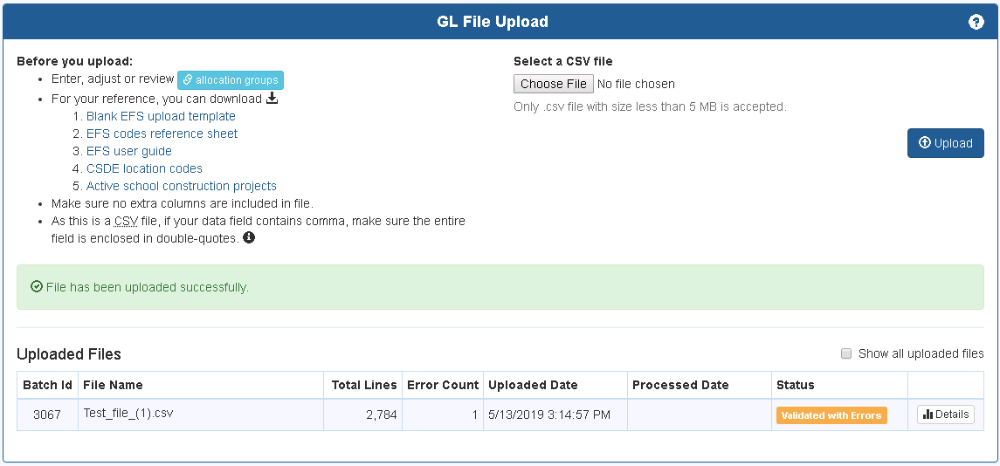 GL File Upload
Before you upload:
Enter, adjust or review allocation groups
For your reference, you can download
1. Blank EFS upload template
2. EFS codes reference sheet
3. EFS user guide
4. CSDE location codes
5. Active school construction projects
Make sure no extra columns are included in file.
As this is a CSV file, if your data field contains comma, make sure the entire
field is enclosed in double-quotes.
Select a CSV file
Choose File No file chosen
Only .csv file with size less than 5 MB is accepted.
Upload
File has been uploaded successfully.
Uploaded Files
Show all uploaded files
Batch Id File Name Total Lines Error Count Uploaded Date Processed Date Status
3067 Test_file_(1).csv 2,784 1 5/13/2019 3:14:57 PM Validated with Errors Details